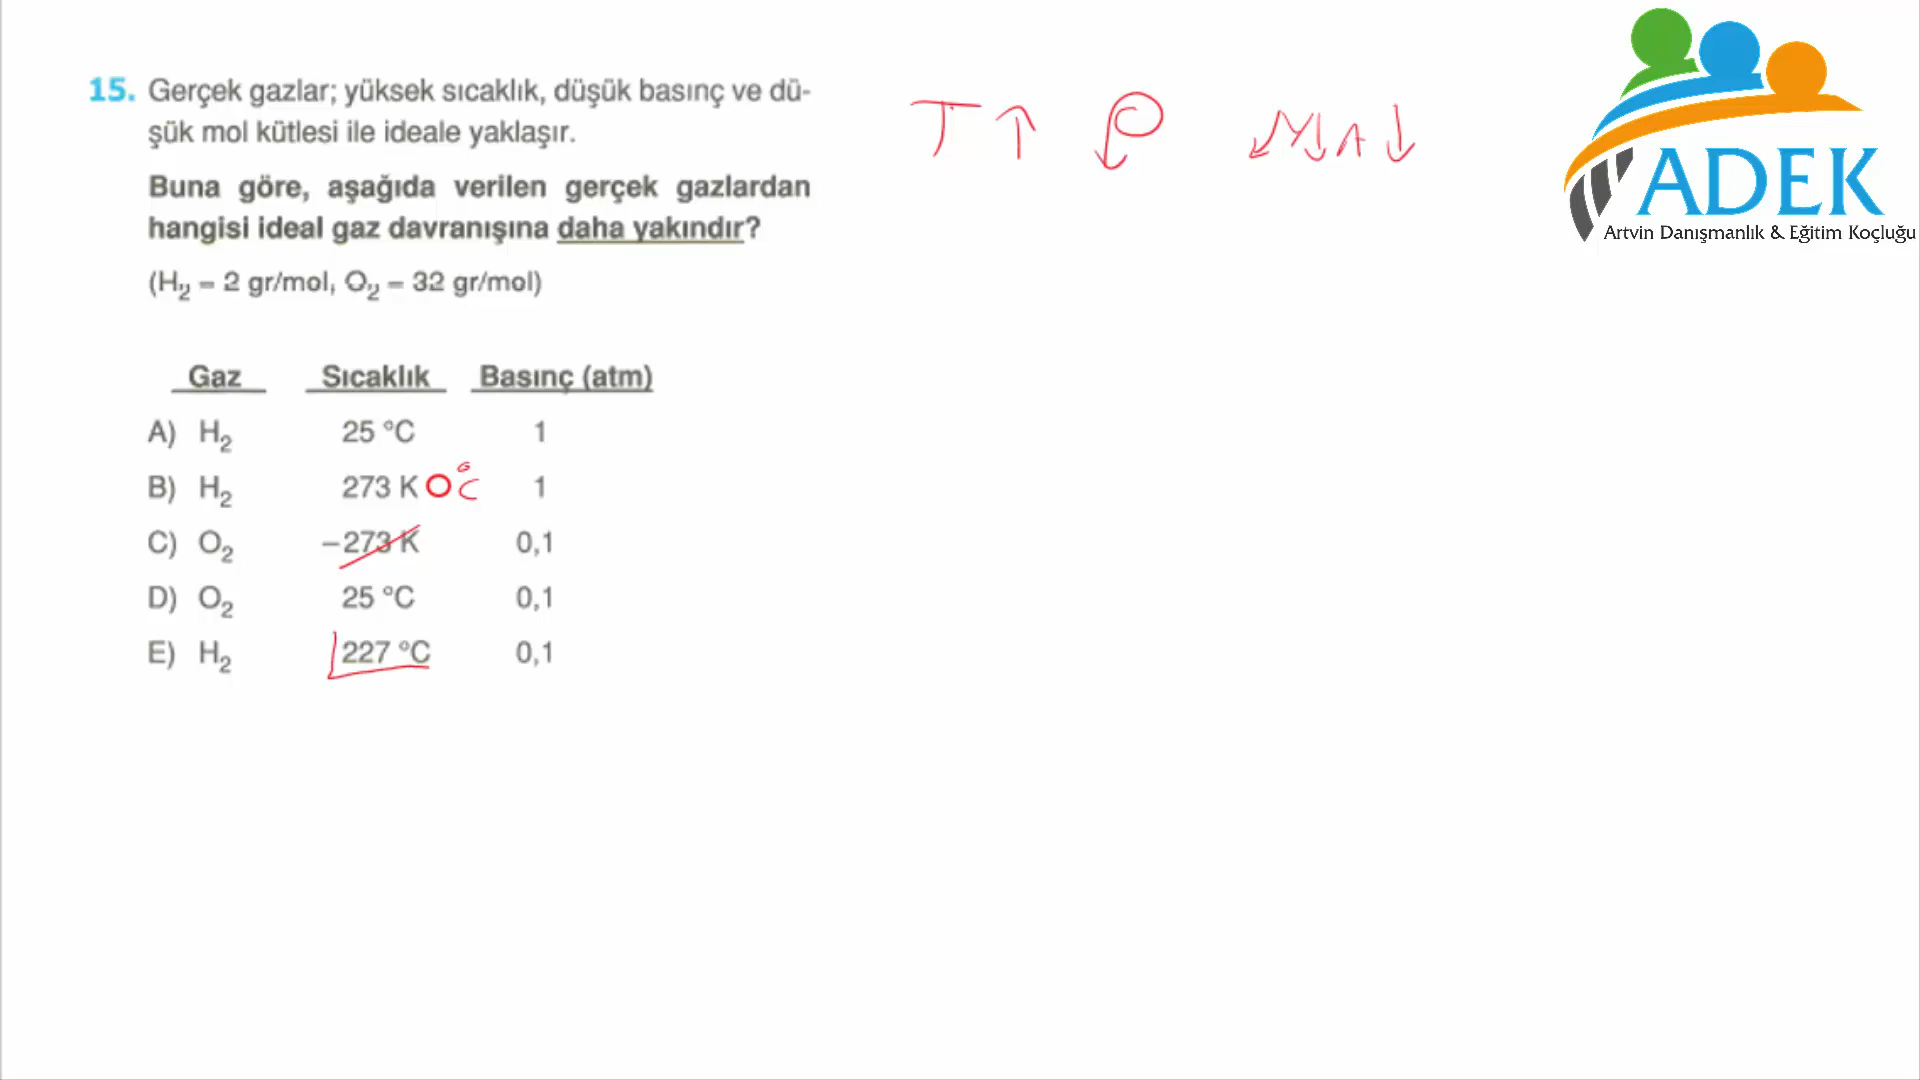 15. Gerçek gazlar; yüksek sıcaklık, düşük basınç ve dü-
şük mol kütlesi ile ideale yaklaşır.
Buna göre, aşağıda verilen gerçek gazlardan
hangisi ideal gaz davranışına daha yakındır?
(H₂ = 2 gr/mol, O₂ = 32 gr/mol)
Gaz Sıcaklık Basınç (atm)
A) H₂ 25 °C 1
B) H₂ 273 K 0 °C 1
C) O₂ –273 K 0,1
D) O₂ 25 °C 0,1
E) H₂ 227 °C 0,1
T↑ P↓ MA↓
ADEK
Artvin Danışmanlık & Eğitim Koçluğu